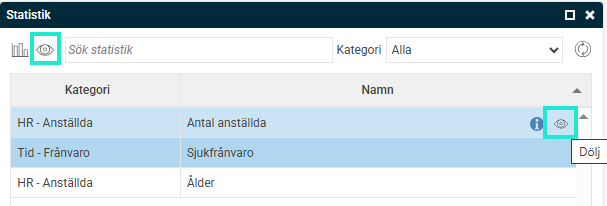 Statistik
Sök statistik Kategori Alla
Kategori Namn
HR - Anställda Antal anställda
Tid - Frånvaro Sjukfrånvaro
Dölj
HR - Anställda Ålder